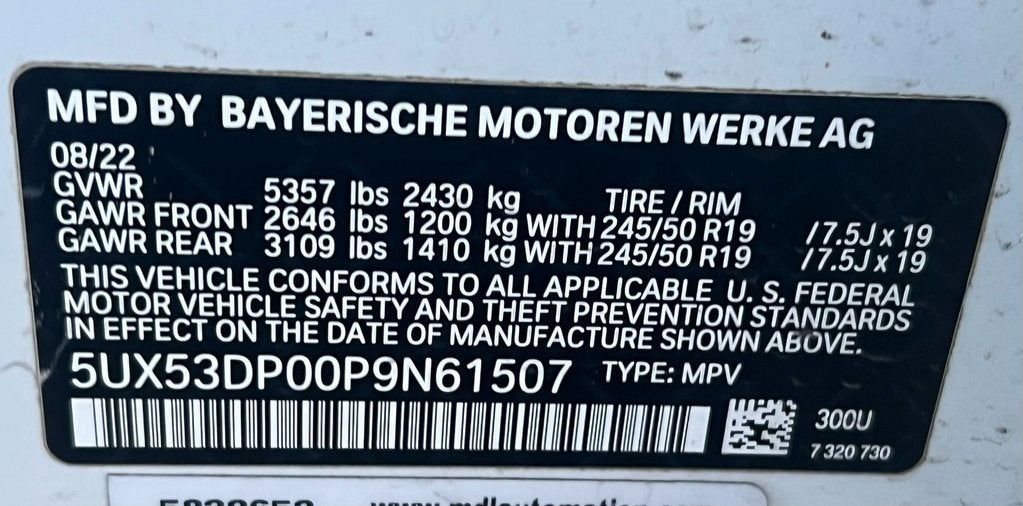 MFD BY BAYERISCHE MOTOREN WERKE AG
08/22
GVWR 5357 lbs 2430 kg TIRE / RIM
GAWR FRONT 2646 lbs 1200 kg WITH 245/50 R19 / 7.5J x 19
GAWR REAR 3109 lbs 1410 kg WITH 245/50 R19 / 7.5J x 19
THIS VEHICLE CONFORMS TO ALL APPLICABLE U. S. FEDERAL
MOTOR VEHICLE SAFETY AND THEFT PREVENTION STANDARDS
IN EFFECT ON THE DATE OF MANUFACTURE SHOWN ABOVE.
5UX53DP00P9N61507 TYPE: MPV
300U
7 320 730